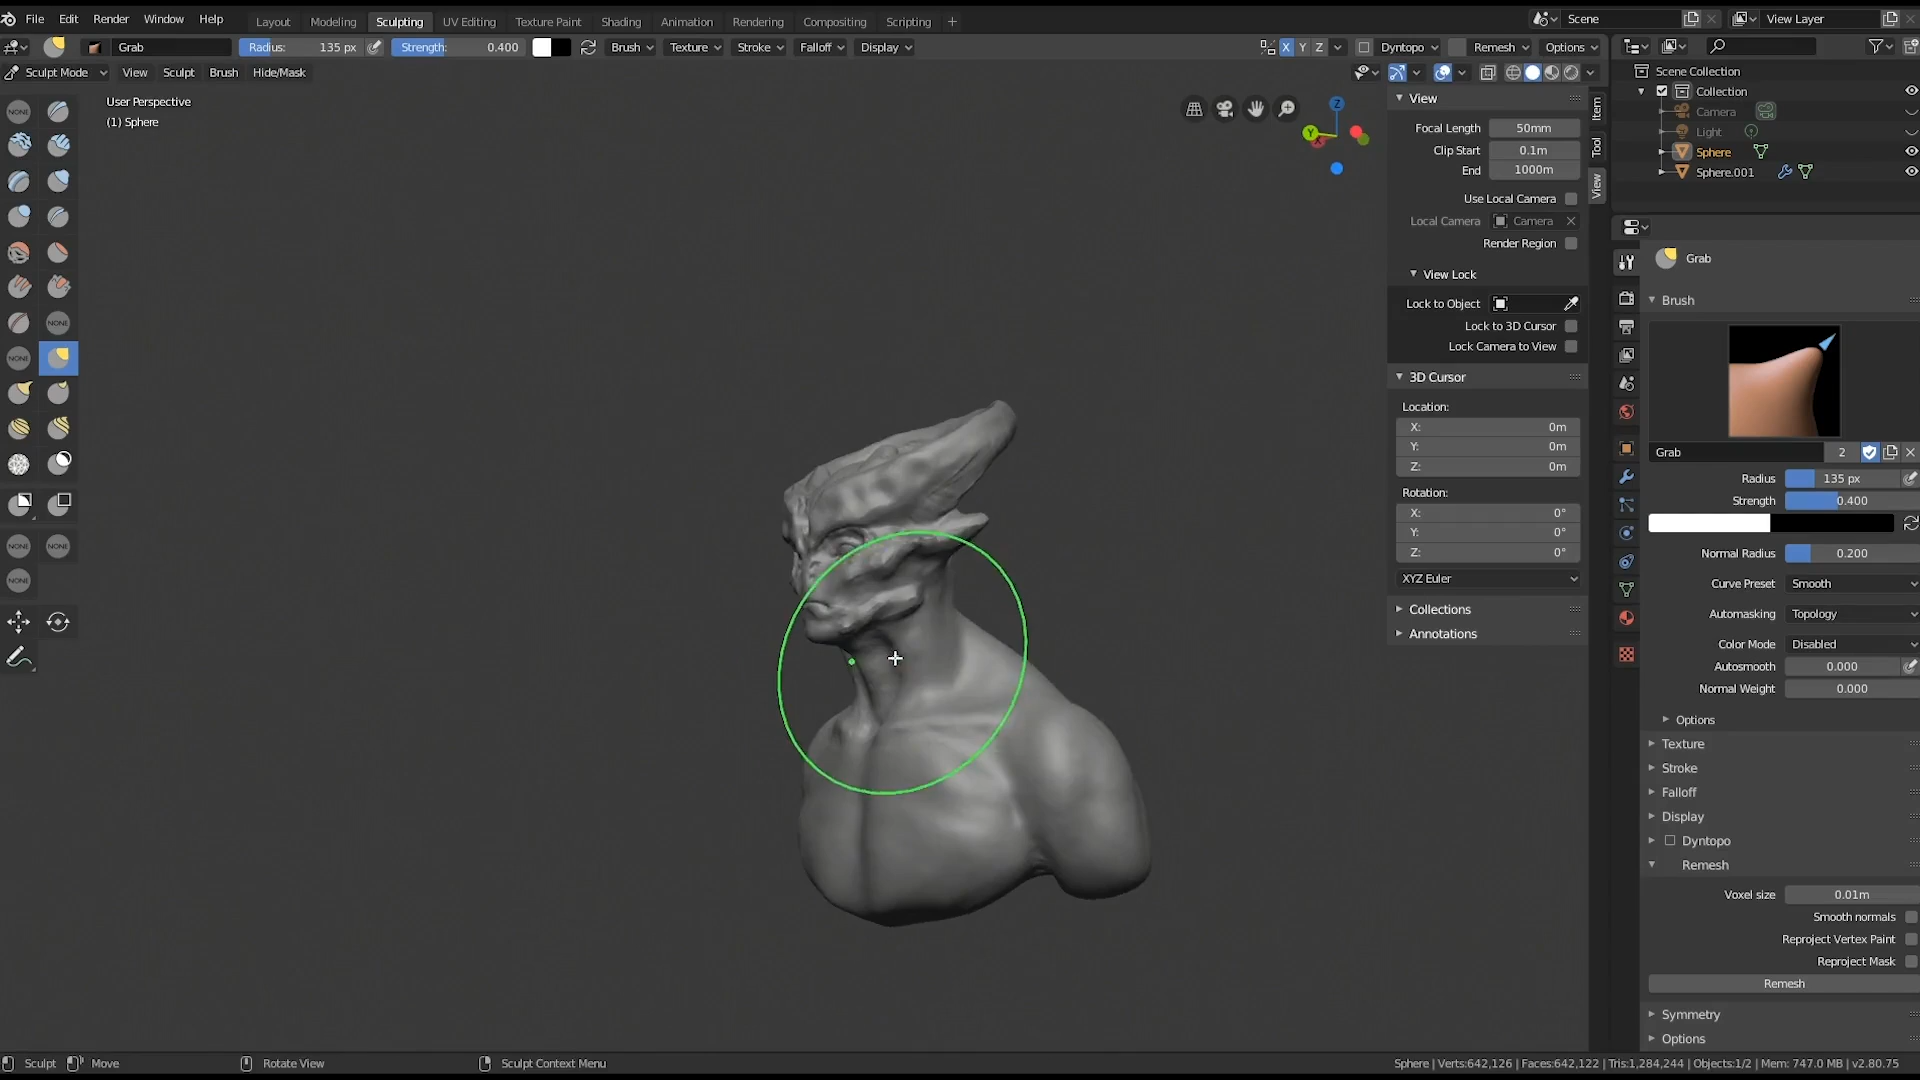 File Edit Render Window Help Layout Modeling Sculpting UV Editing Texture Paint Shading Animation Rendering Compositing Scripting + Scene View Layer
Grab Radius: 135 px Strength: 0.400 Brush Texture Stroke Falloff Display X Y Z Dyntopo Remesh Options
Sculpt Mode View Sculpt Brush Hide/Mask
User Perspective
(1) Sphere
NONE
NONE
NONE
NONE NONE
NONE
Z
Y
X
View
Focal Length 50mm
Clip Start 0.1m
End 1000m
Use Local Camera
Local Camera Camera
Render Region
View Lock
Lock to Object
Lock to 3D Cursor
Lock Camera to View
3D Cursor
Location:
X: 0m
Y: 0m
Z: 0m
Rotation:
X: 0°
Y: 0°
Z: 0°
XYZ Euler
Collections
Annotations
Item
Tool
View
Scene Collection
Collection
Camera
Light
Sphere
Sphere.001
Grab
Brush
Grab 2
Radius 135 px
Strength 0.400
Normal Radius 0.200
Curve Preset Smooth
Automasking Topology
Color Mode Disabled
Autosmooth 0.000
Normal Weight 0.000
Options
Texture
Stroke
Falloff
Display
Dyntopo
Remesh
Voxel size 0.01m
Smooth normals
Reproject Vertex Paint
Reproject Mask
Remesh
Symmetry
Options
Sculpt Move Rotate View Sculpt Context Menu Sphere | Verts:642,126 | Faces:642,122 | Tris:1,284,244 | Objects:1/2 | Mem: 747.0 MB | v2.80.75